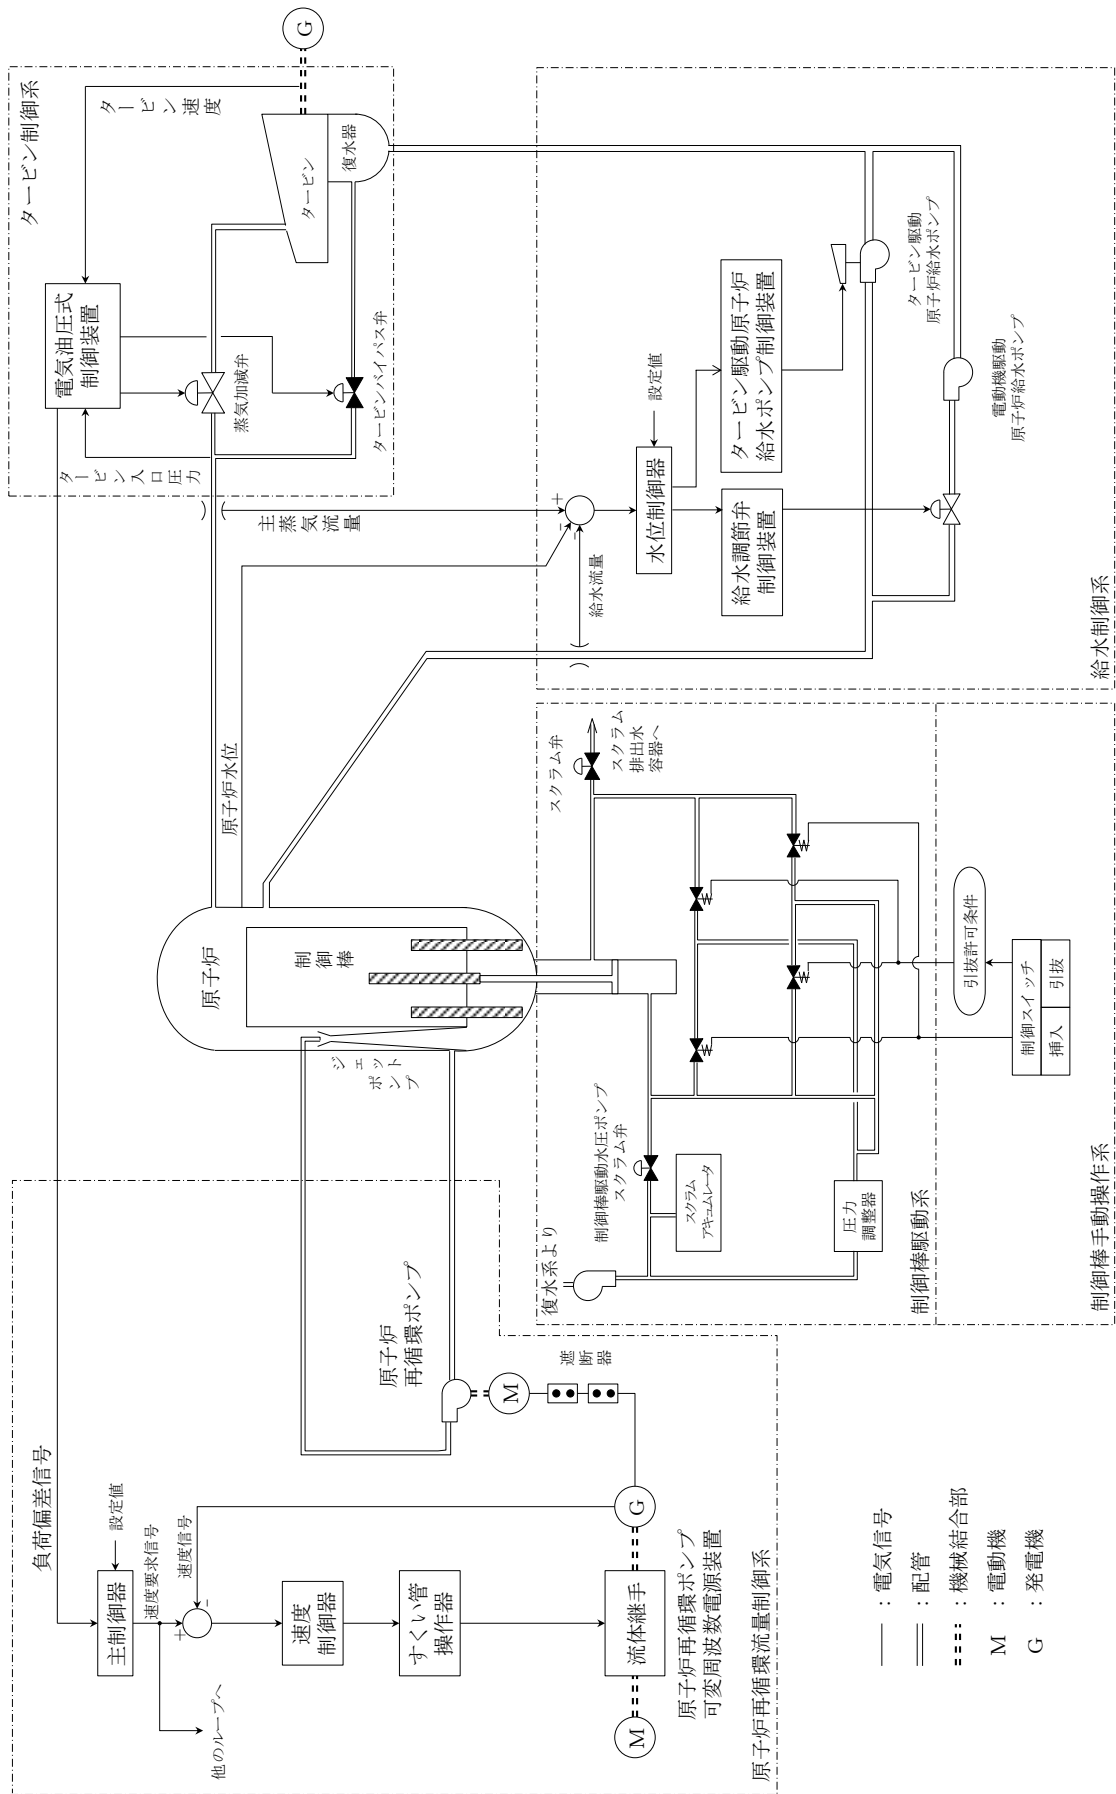 負荷偏差信号
主制御器
設定値
速度要求信号
速度信号
+
-
他のループへ
速度
制御器
すくい管
操作器
流体継手
M
G
遮断器
M
原子炉
再循環ポンプ
原子炉再循環ポンプ
可変周波数電源装置
原子炉再循環流量制御系
タービン制御系
電気油圧式
制御装置
タービン速度
タービン入口圧力
蒸気加減弁
タービンバイパス弁
タービン
復水器
G
主蒸気流量
原子炉水位
原子炉
制御棒
ジェット
ポンプ
+
-
-
給水流量
水位制御器
設定値
給水調節弁
制御装置
タービン駆動原子炉
給水ポンプ制御装置
タービン駆動
原子炉給水ポンプ
電動機駆動
原子炉給水ポンプ
給水制御系
復水系より
制御棒駆動水圧ポンプ
スクラム弁
スクラム
アキュムレータ
圧力
調整器
スクラム弁
スクラム
排出水
容器へ
制御棒駆動系
引抜許可条件
制御スイッチ
挿入
引抜
制御棒手動操作系
:電気信号
:配管
:機械結合部
M :電動機
G :発電機